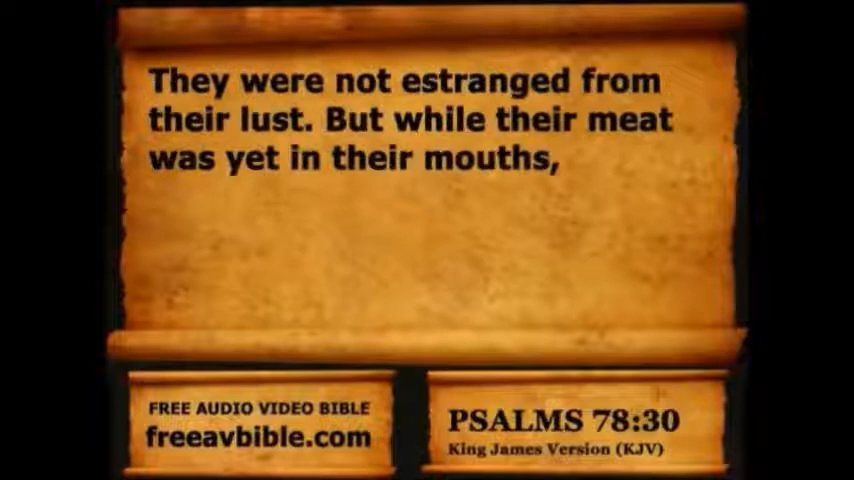 They were not estranged from
their lust. But while their meat
was yet in their mouths,
FREE AUDIO VIDEO BIBLE
freeavbible.com
PSALMS 78:30
King James Version (KJV)